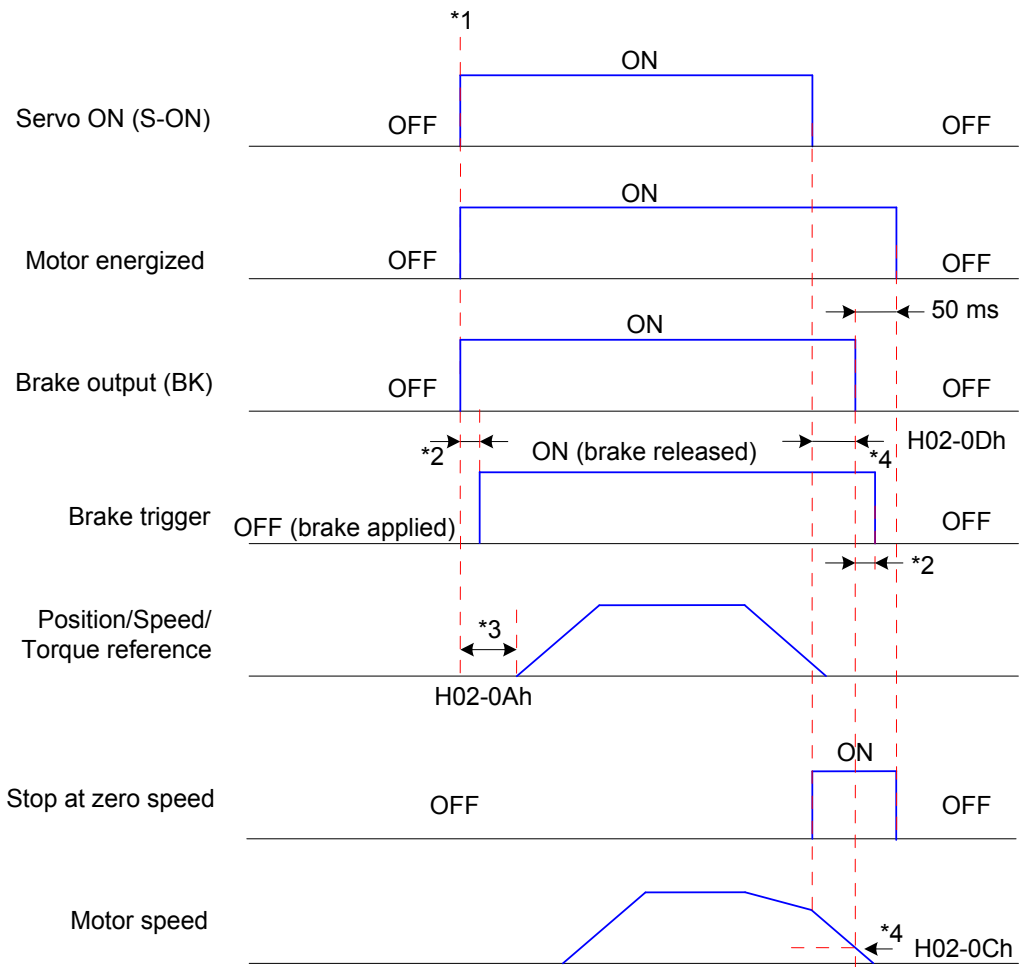 *1
ON
Servo ON (S-ON)
OFF
OFF
ON
Motor energized
OFF
OFF
50 ms
ON
Brake output (BK)
OFF
OFF
*2
ON (brake released)
*4
H02-0Dh
Brake trigger
OFF (brake applied)
OFF
*2
Position/Speed/
Torque reference
*3
H02-0Ah
ON
Stop at zero speed
OFF
OFF
Motor speed
*4
H02-0Ch